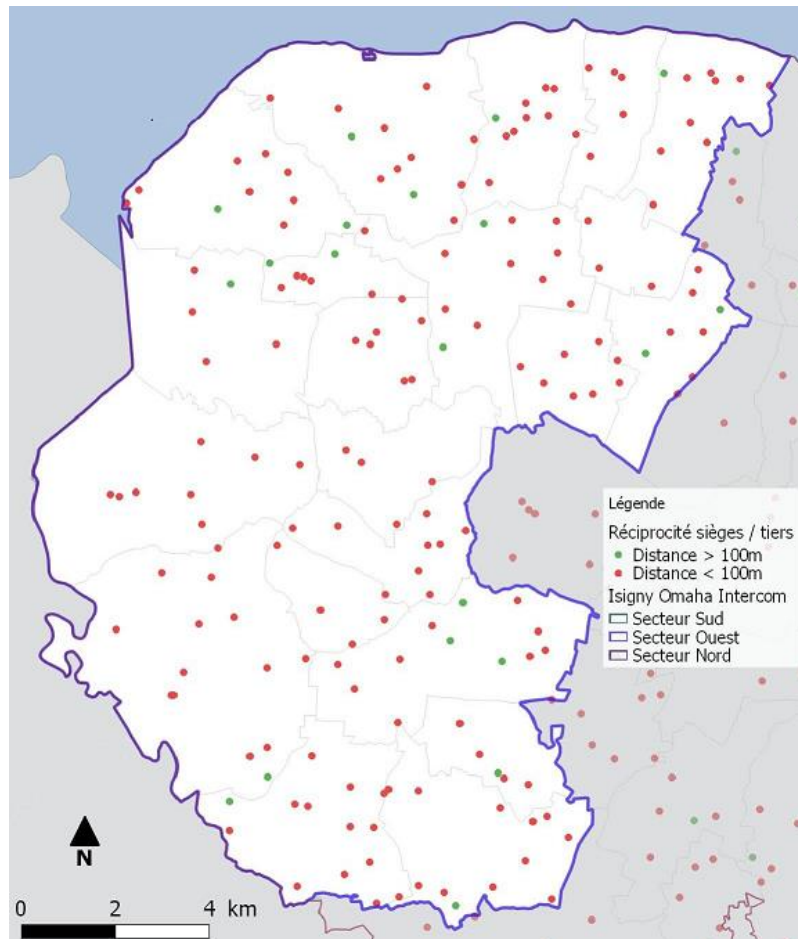 Légende
Réciprocité sièges / tiers
Distance > 100m
Distance < 100m
Isigny Omaha Intercom
Secteur Sud
Secteur Ouest
Secteur Nord
N
0 2 4 km